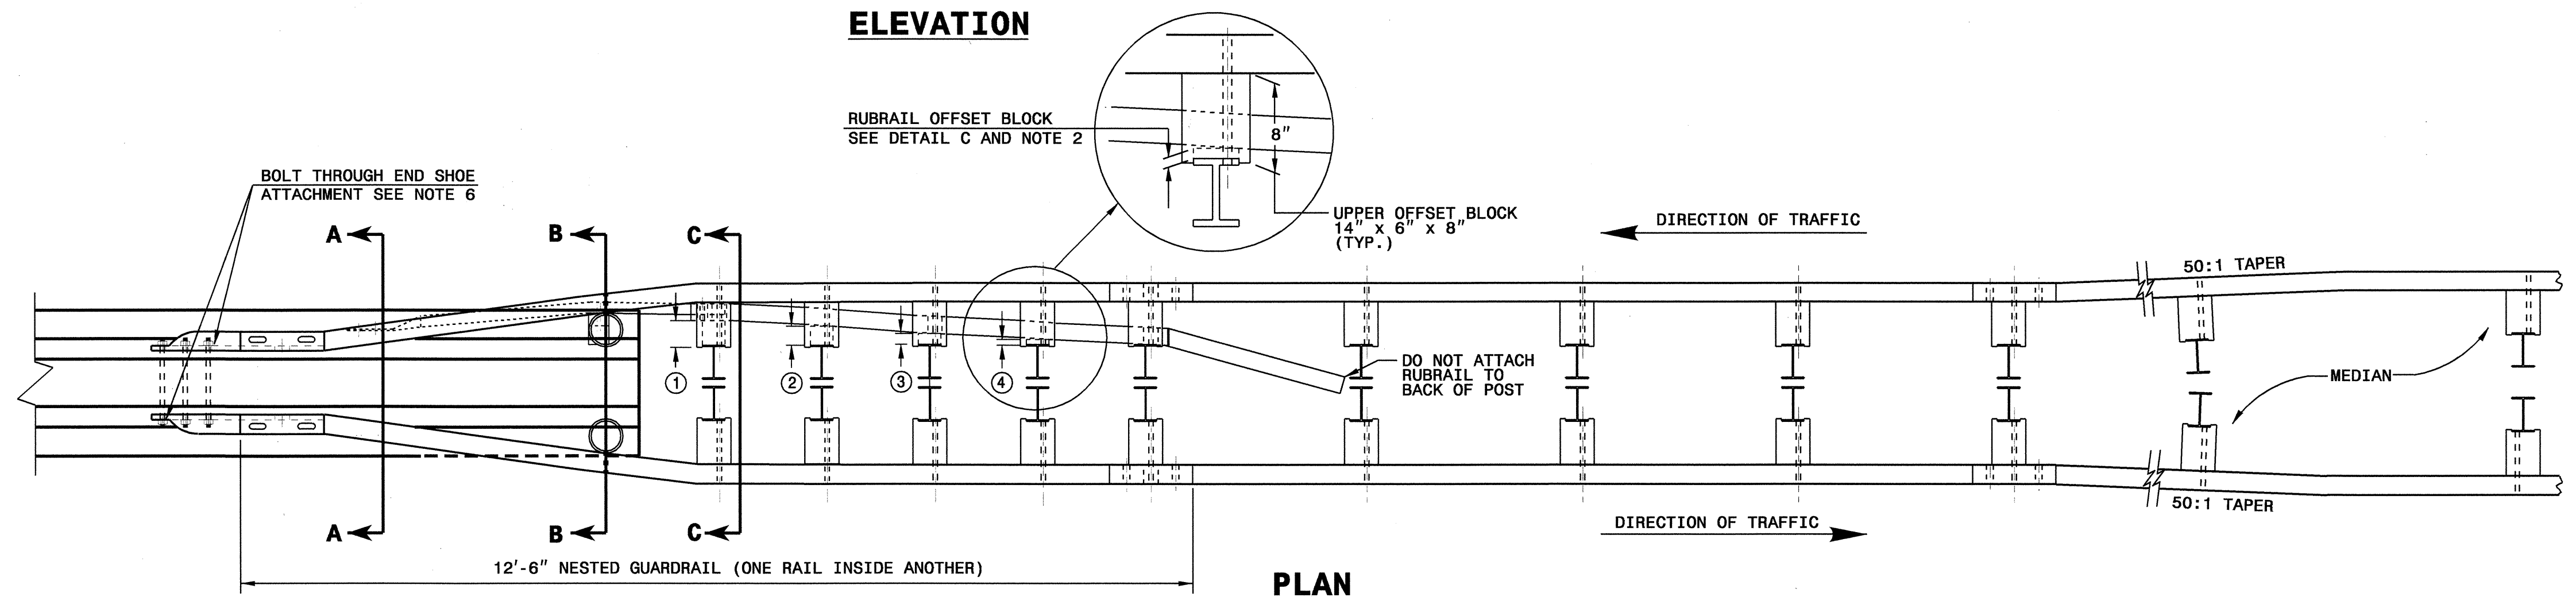 ELEVATION
RUBRAIL OFFSET BLOCK
SEE DETAIL C AND NOTE 2
8"
BOLT THROUGH END SHOE
ATTACHMENT SEE NOTE 6
UPPER OFFSET BLOCK
14" x 6" x 8"
(TYP.)
DIRECTION OF TRAFFIC
A
B
C
50:1 TAPER
1
2
3
4
DO NOT ATTACH
RUBRAIL TO
BACK OF POST
MEDIAN
50:1 TAPER
A
B
C
DIRECTION OF TRAFFIC
12'-6" NESTED GUARDRAIL (ONE RAIL INSIDE ANOTHER)
PLAN